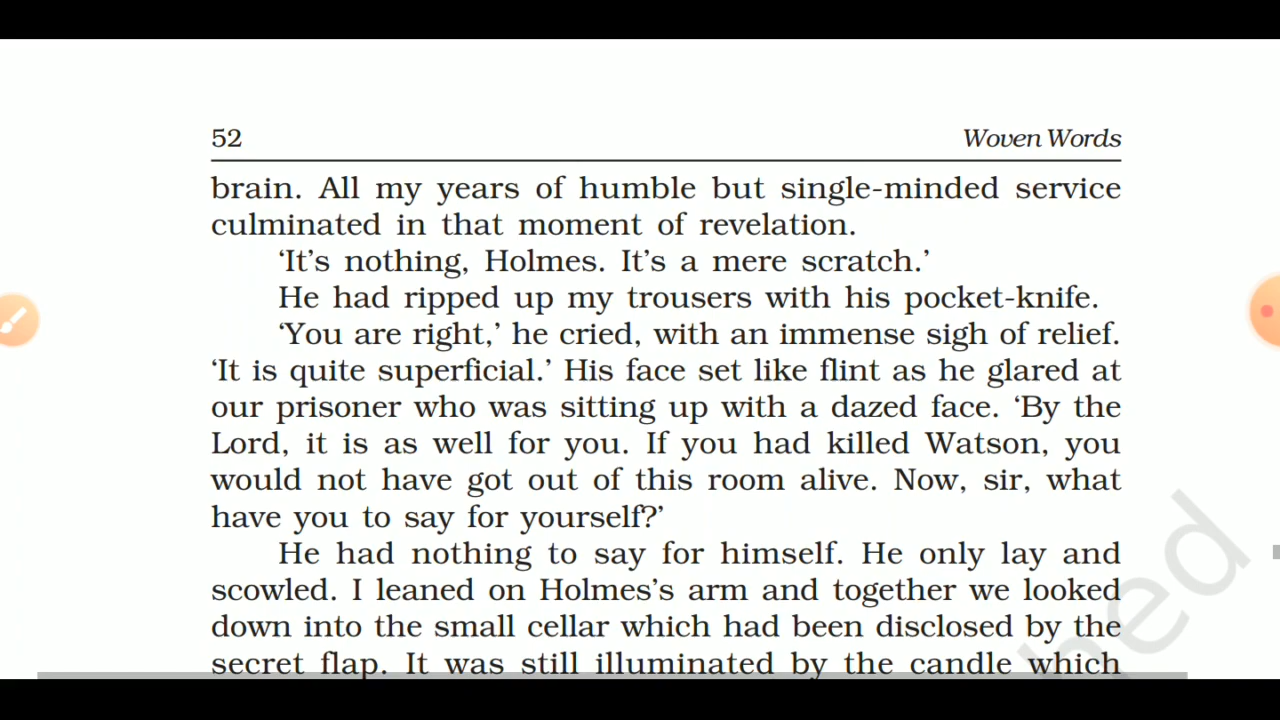 52 Woven Words
brain. All my years of humble but single-minded service
culminated in that moment of revelation.
‘It’s nothing, Holmes. It’s a mere scratch.’
He had ripped up my trousers with his pocket-knife.
‘You are right,’ he cried, with an immense sigh of relief.
‘It is quite superficial.’ His face set like flint as he glared at
our prisoner who was sitting up with a dazed face. ‘By the
Lord, it is as well for you. If you had killed Watson, you
would not have got out of this room alive. Now, sir, what
have you to say for yourself?’
He had nothing to say for himself. He only lay and
scowled. I leaned on Holmes’s arm and together we looked
down into the small cellar which had been disclosed by the
secret flap. It was still illuminated by the candle which